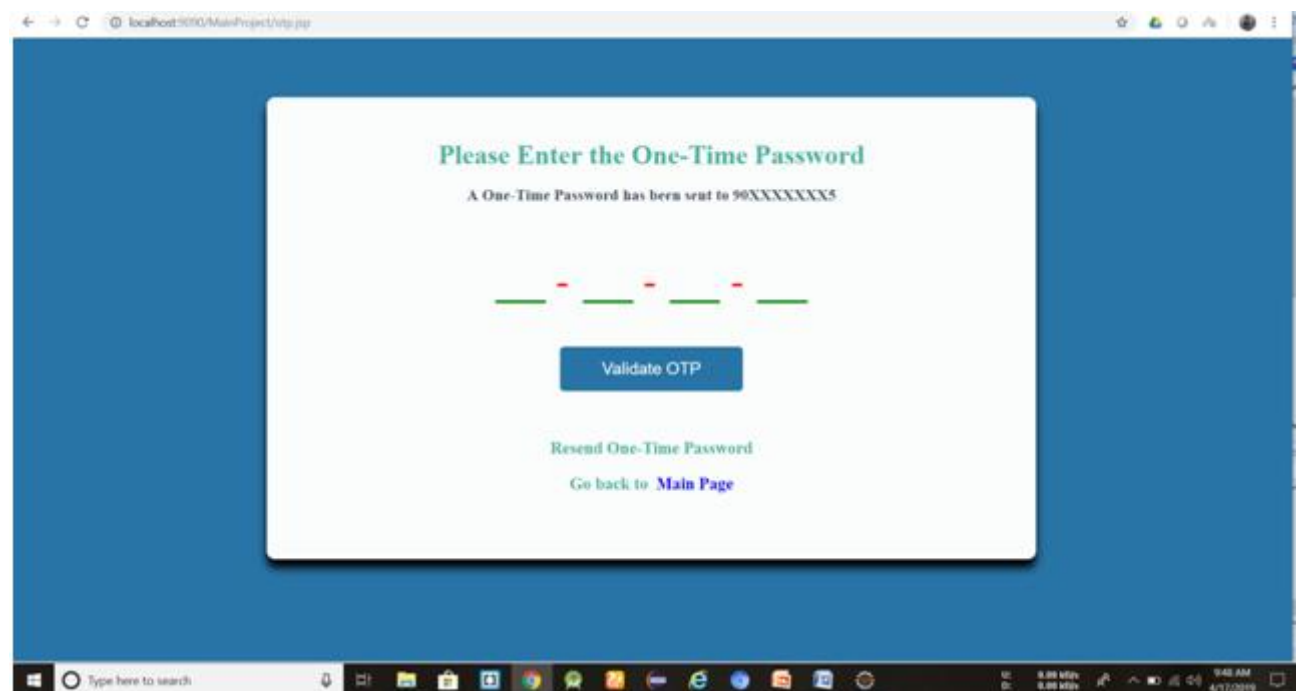 localhost:9090/MainProject/otp.jsp
Please Enter the One-Time Password
A One-Time Password has been sent to 90XXXXXXX5
- - -
Validate OTP
Resend One-Time Password
Go back to Main Page
Type here to search
9:48 AM